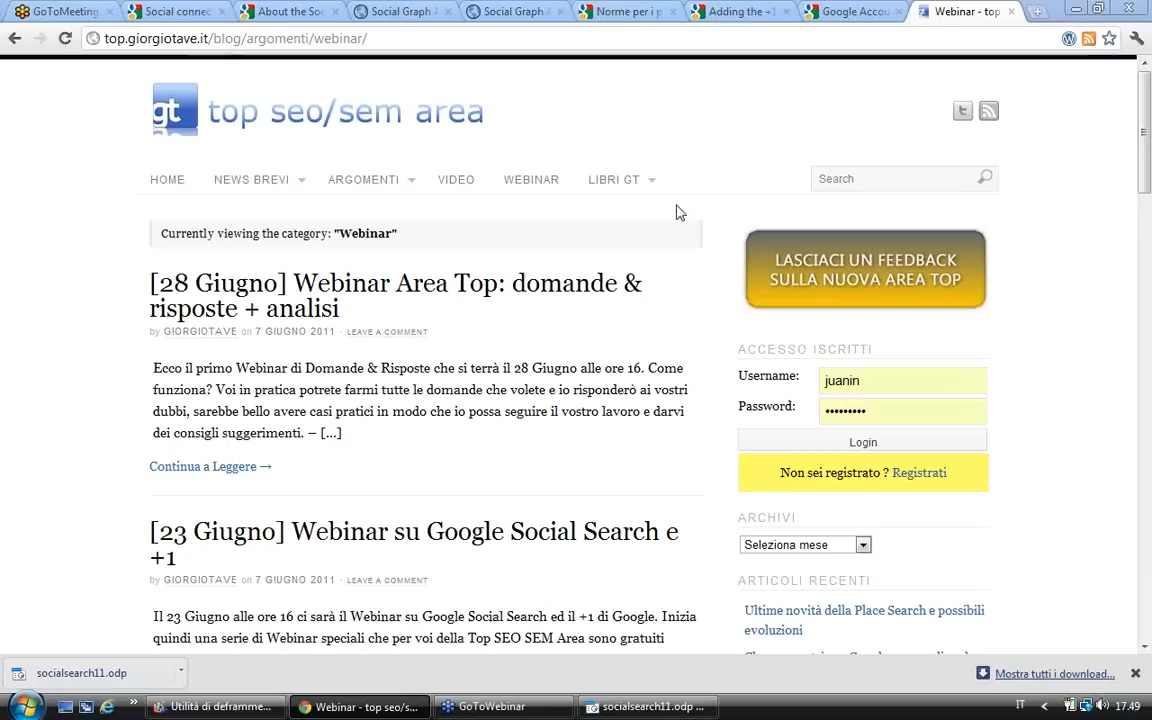 GoToMeeting
Social connec
About the So
Social Graph
Social Graph
Norme per i p
Adding the +1
Google Accou
Webinar - top
top.giorgiotave.it/blog/argomenti/webinar/
gt top seo/sem area
HOME NEWS BREVI ARGOMENTI VIDEO WEBINAR LIBRI GT
Search
Currently viewing the category: "Webinar"
LASCIACI UN FEEDBACK
SULLA NUOVA AREA TOP
[28 Giugno] Webinar Area Top: domande &
risposte + analisi
by GIORGIOTAVE on 7 GIUGNO 2011 · LEAVE A COMMENT
Ecco il primo Webinar di Domande & Risposte che si terrà il 28 Giugno alle ore 16. Come
funziona? Voi in pratica potrete farmi tutte le domande che volete e io risponderò ai vostri
dubbi, sarebbe bello avere casi pratici in modo che io possa seguire il vostro lavoro e darvi
dei consigli suggerimenti. – [...]
Continua a Leggere →
[23 Giugno] Webinar su Google Social Search e
+1
by GIORGIOTAVE on 7 GIUGNO 2011 · LEAVE A COMMENT
Il 23 Giugno alle ore 16 ci sarà il Webinar su Google Social Search ed il +1 di Google. Inizia
quindi una serie di Webinar speciali che per voi della Top SEO SEM Area sono gratuiti
ACCESSO ISCRITTI
Username: juanin
Password: •••••••••
Login
Non sei registrato ? Registrati
ARCHIVI
Seleziona mese
ARTICOLI RECENTI
Ultime novità della Place Search e possibili
evoluzioni
socialsearch11.odp
Mostra tutti i download...
Utilità di deframme...
Webinar - top seo/s...
GoToWebinar
socialsearch11.odp ...
IT
17.49